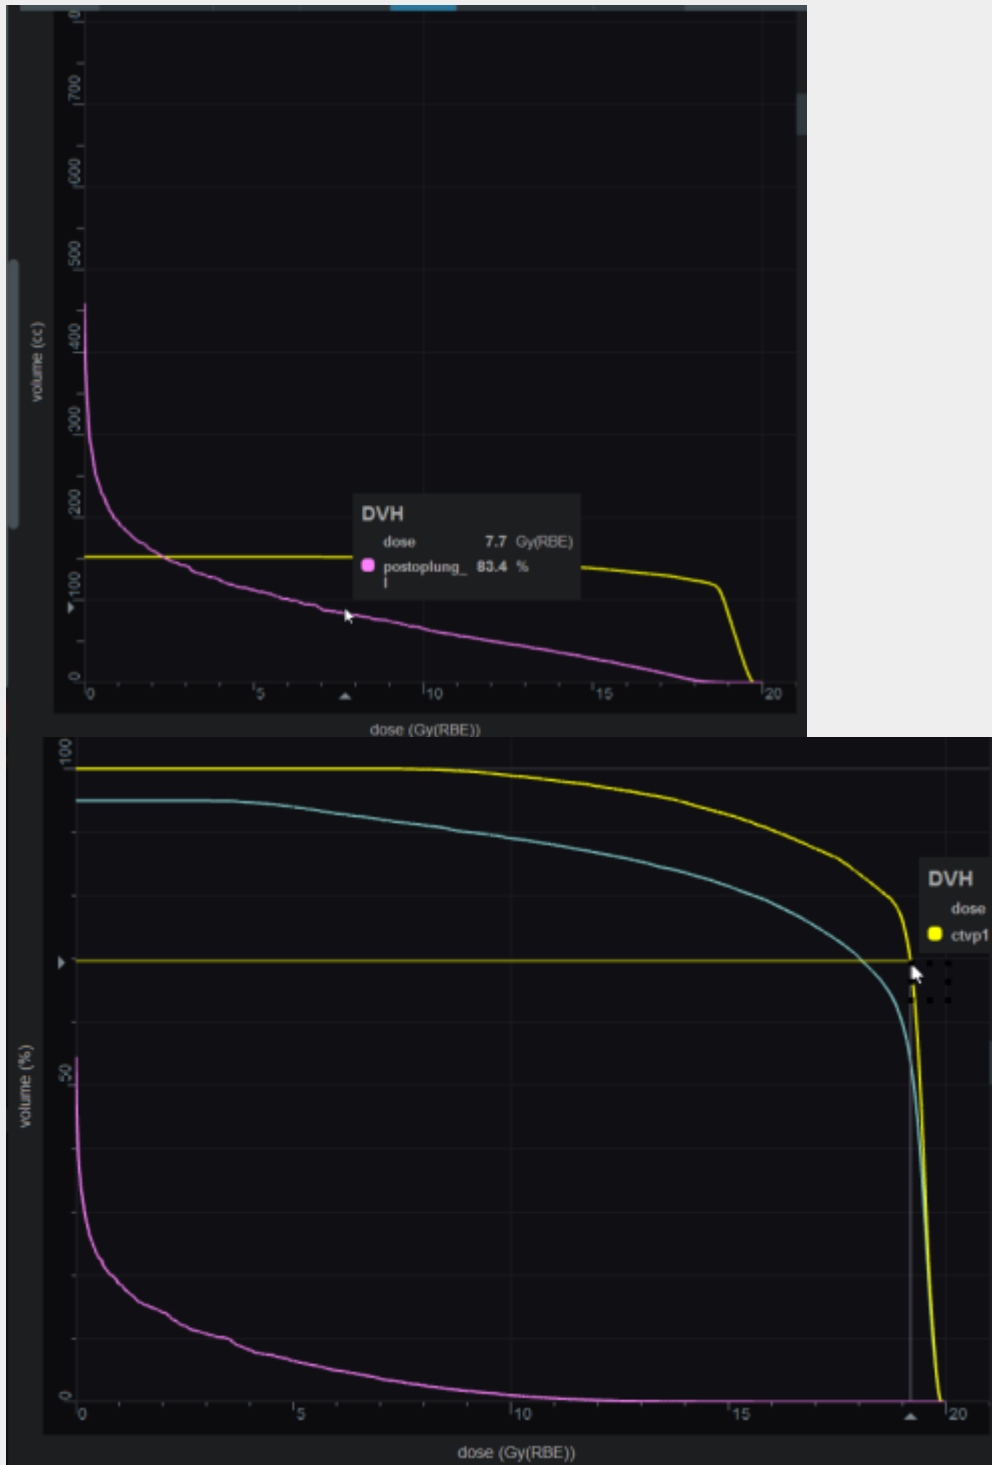 700
600
500
400
300
200
100
0
volume (cc)
DVH
dose 7.7 Gy(RBE)
postoplung_ 83.4 %
l
0 5 10 15 20
dose (Gy(RBE))
100
50
0
volume (%)
DVH
dose
ctvp1
0 5 10 15 20
dose (Gy(RBE))